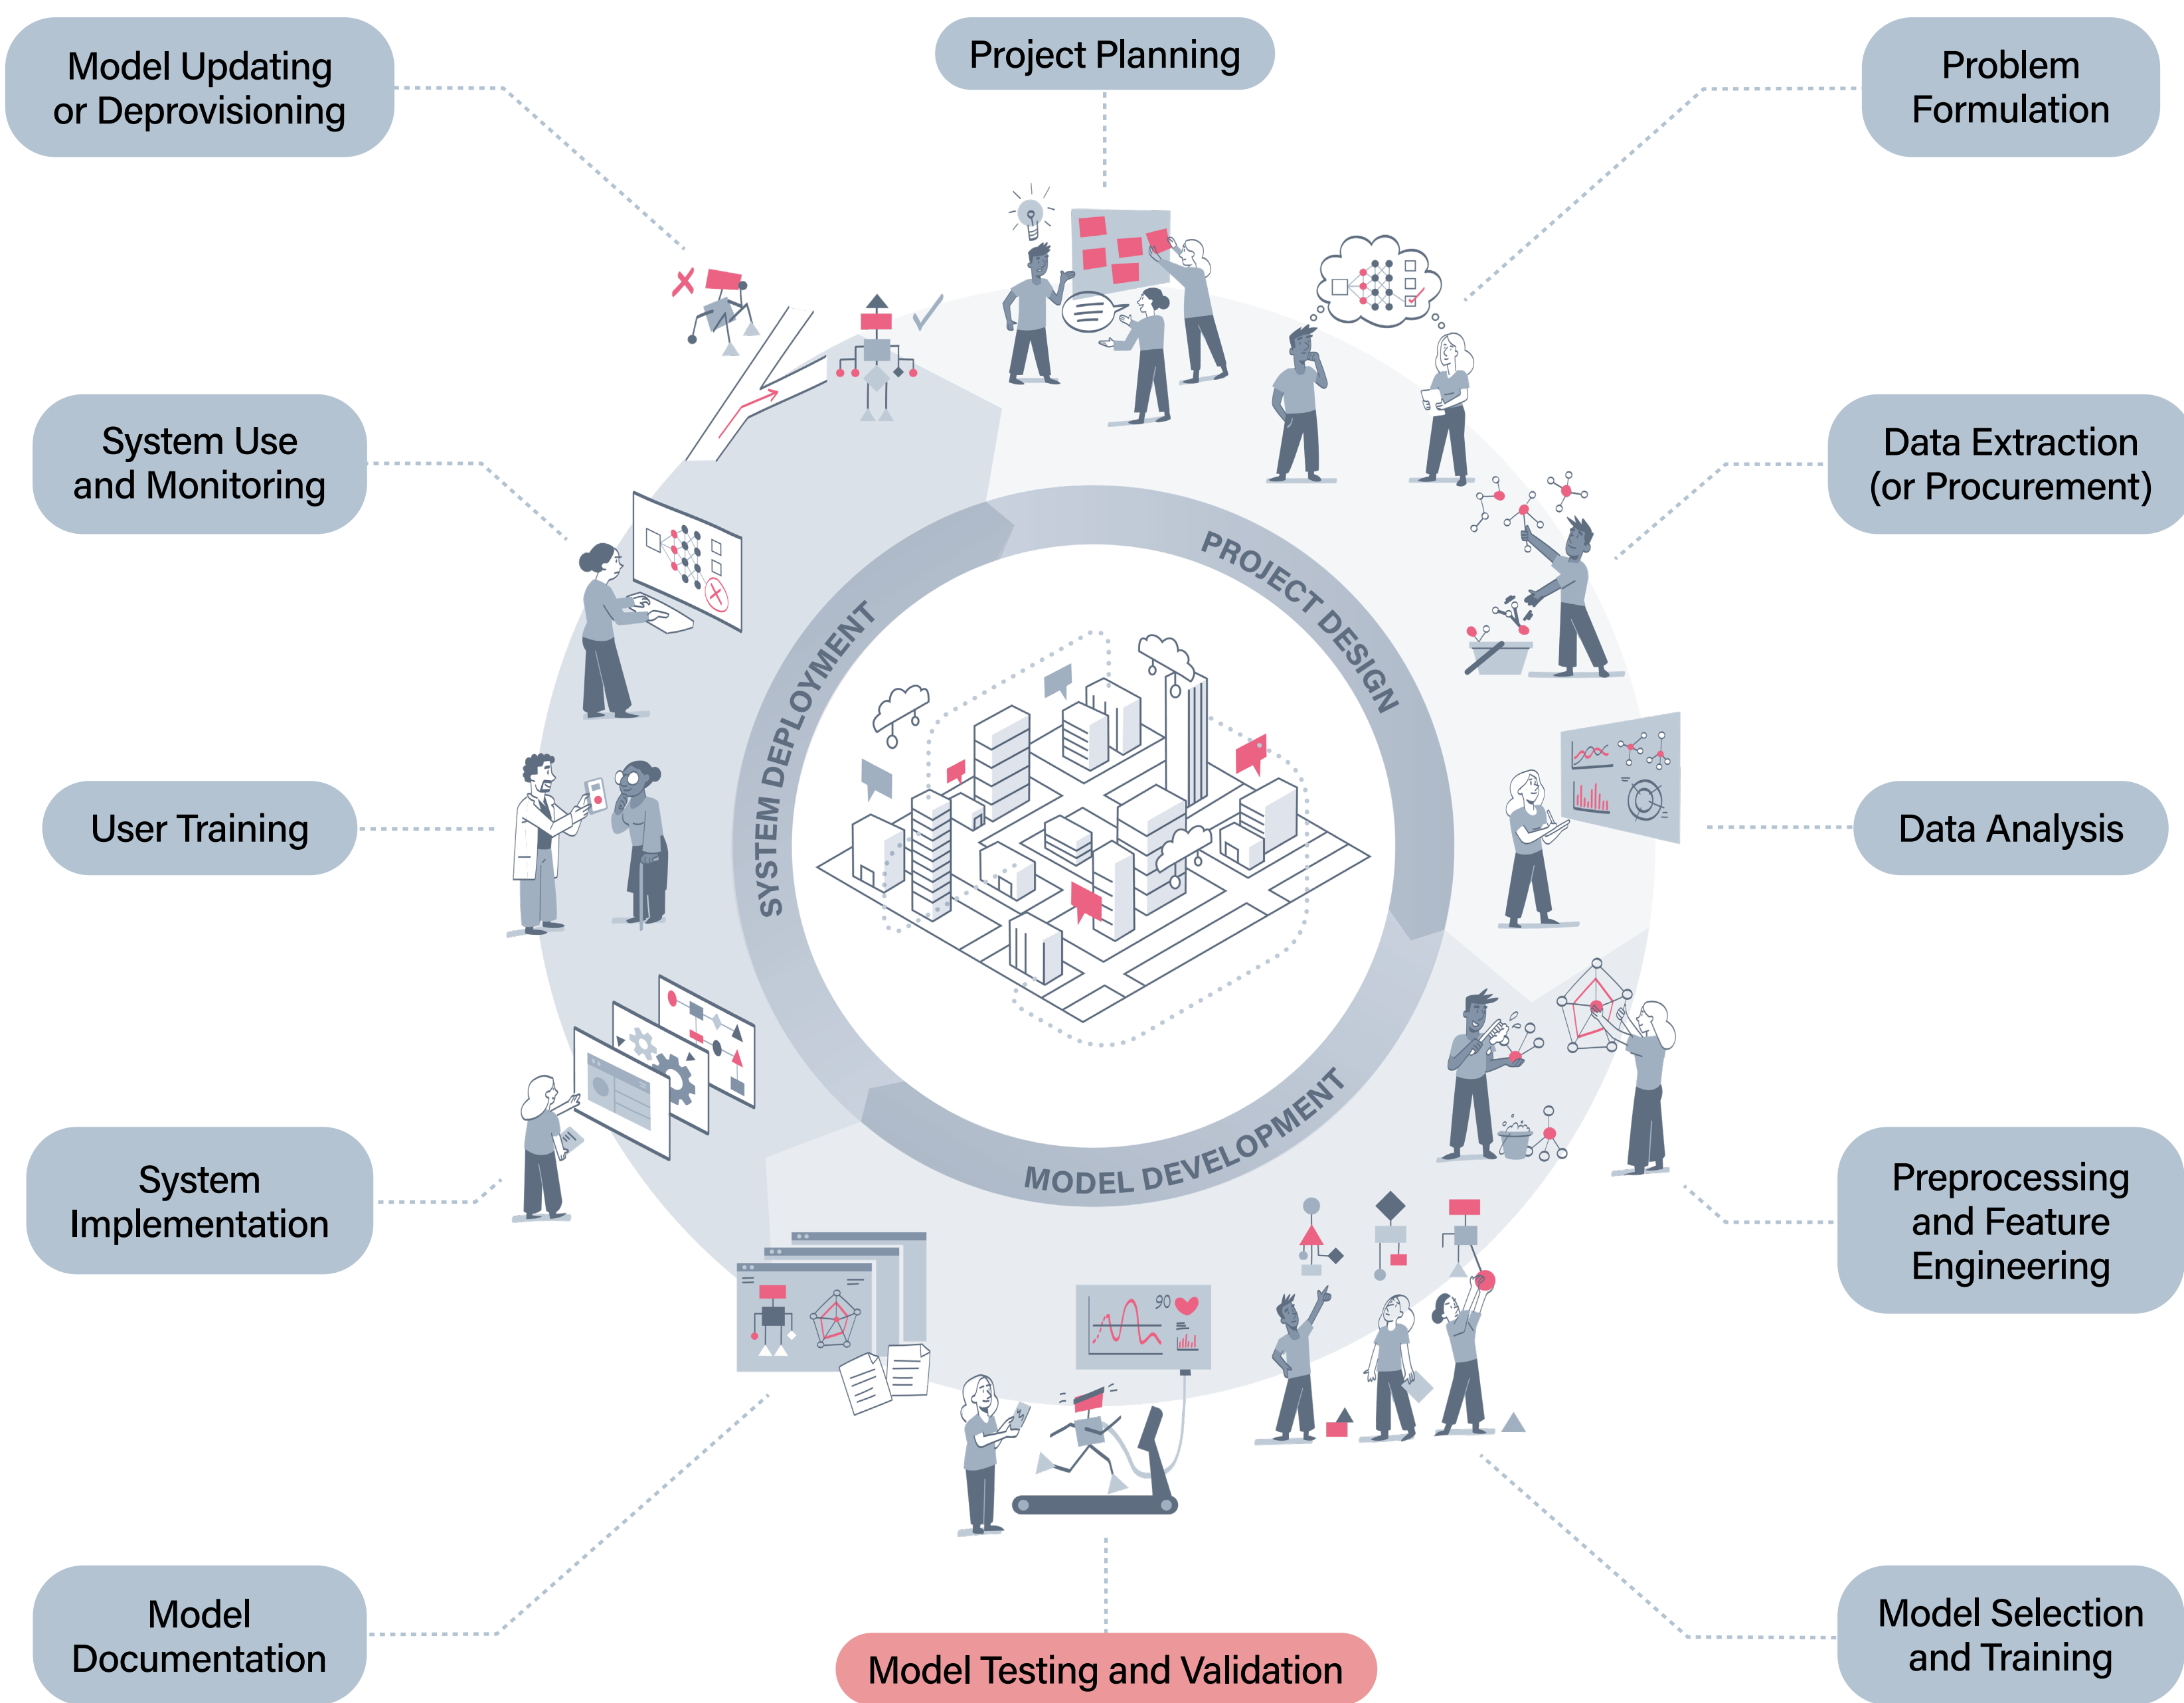 Project Planning
Problem
Formulation
Data Extraction
(or Procurement)
Data Analysis
Preprocessing
and Feature
Engineering
Model Selection
and Training
Model Testing and Validation
Model
Documentation
System
Implementation
User Training
System Use
and Monitoring
Model Updating
or Deprovisioning
PROJECT DESIGN
MODEL DEVELOPMENT
SYSTEM DEPLOYMENT
90